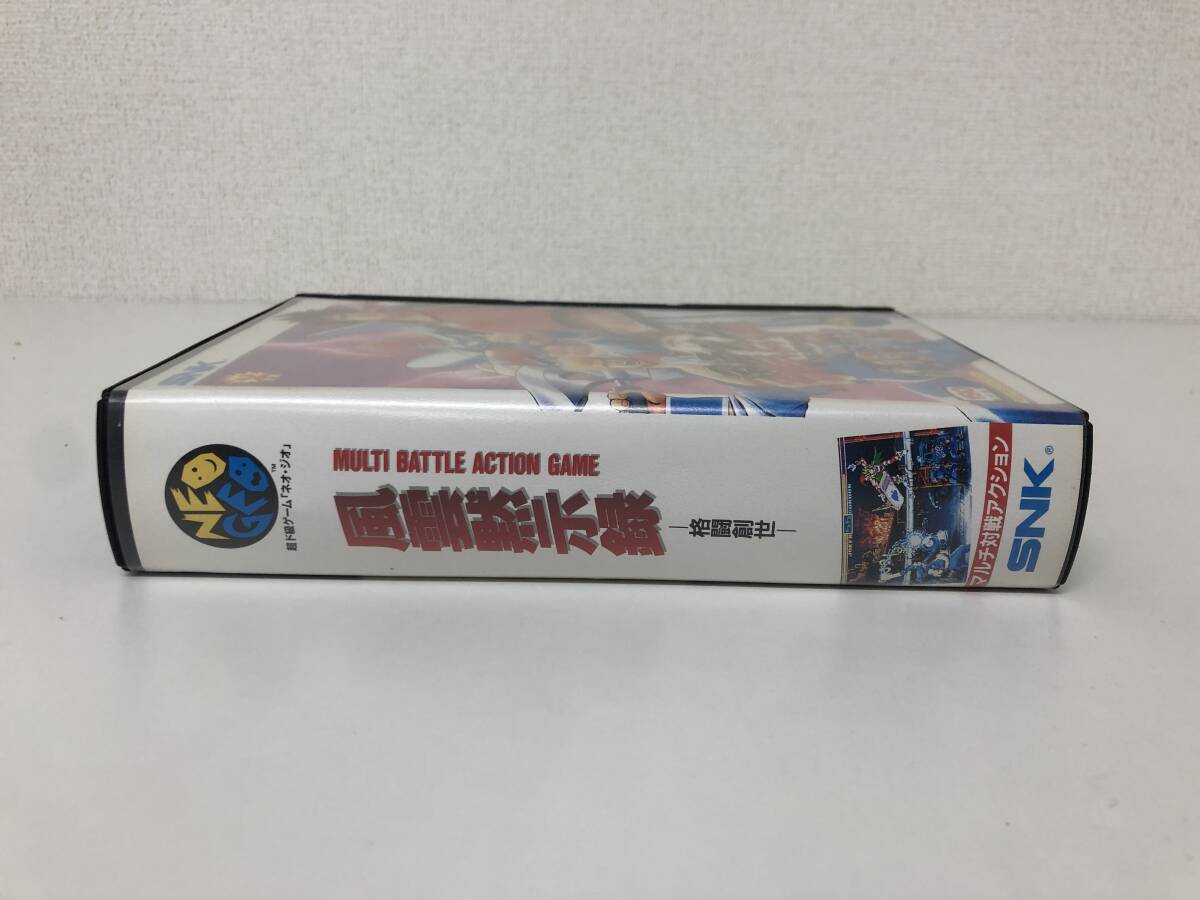 SNK
NEO
GEO
™
超ド級ゲーム「ネオ・ジオ」
MULTI BATTLE ACTION GAME
風雲黙示録
―格闘創世―
マルチ対戦アクション
SNK®